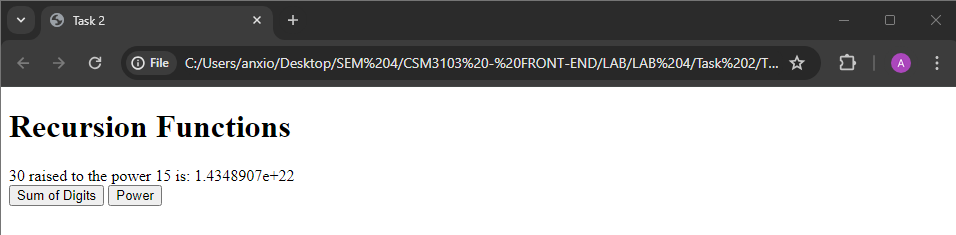 Task 2
File C:/Users/anxio/Desktop/SEM%204/CSM3103%20-%20FRONT-END/LAB/LAB%204/Task%202/T...
A
Recursion Functions
30 raised to the power 15 is: 1.4348907e+22
Sum of Digits Power